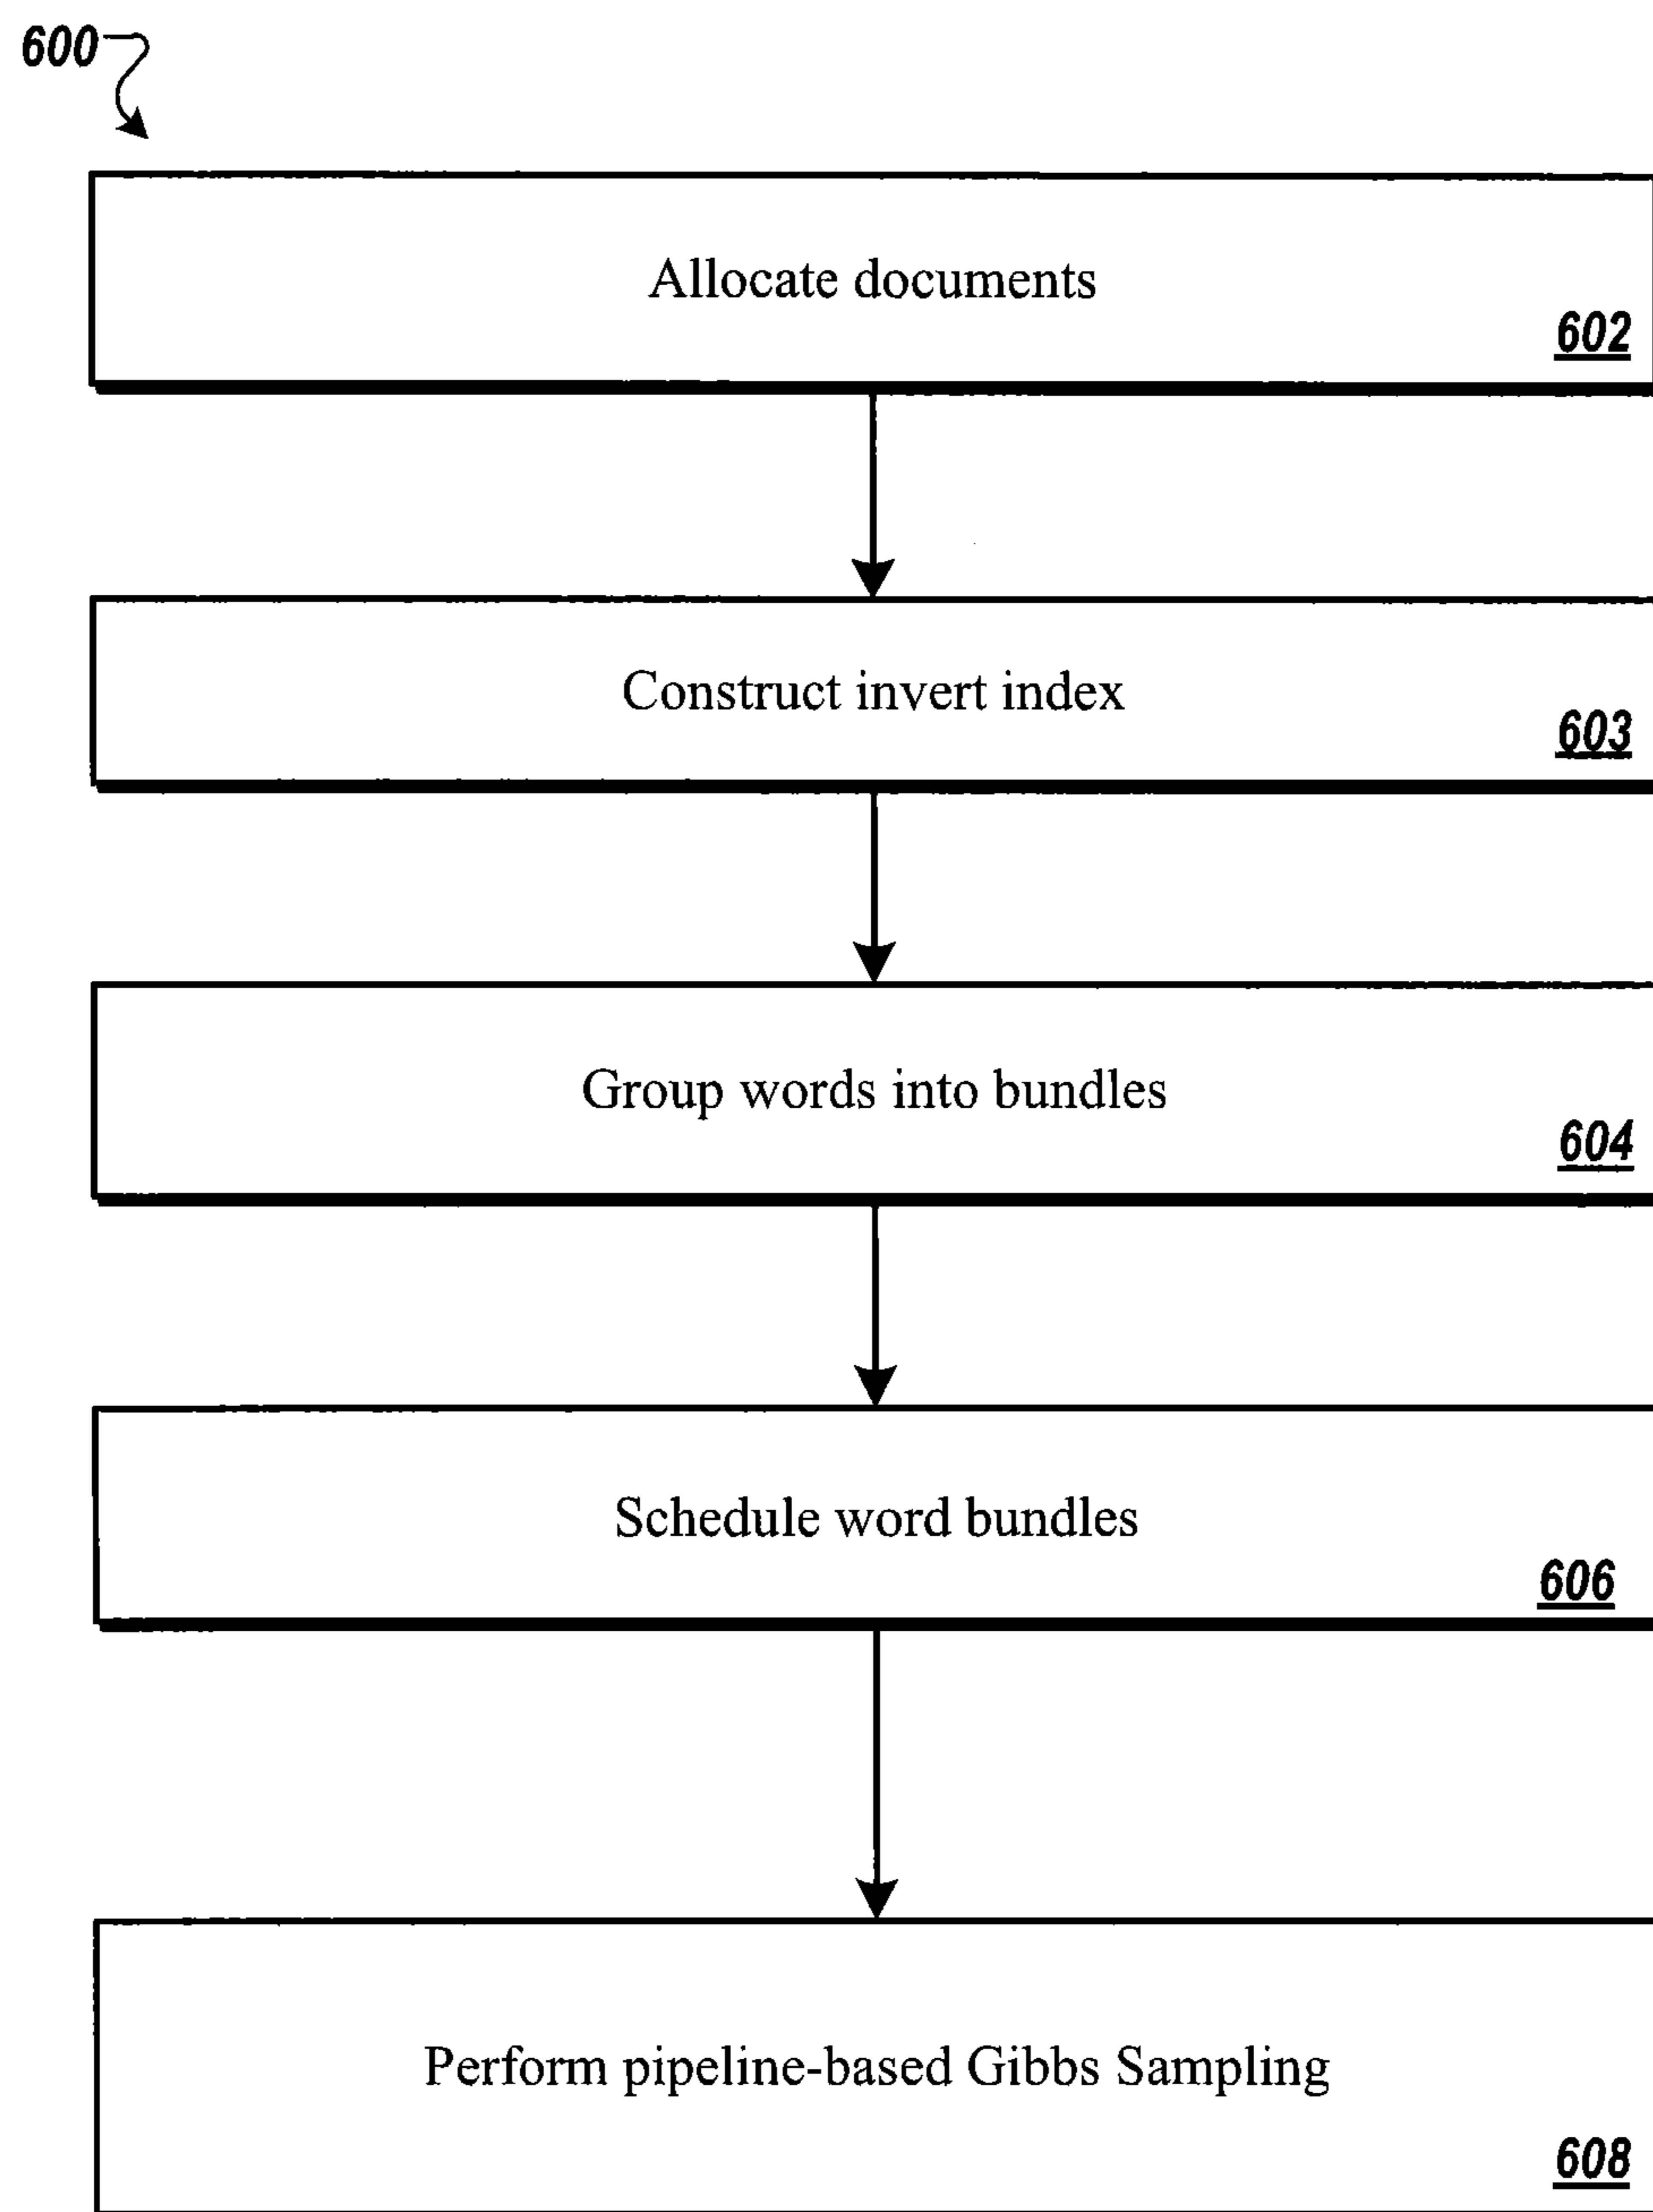 600
Allocate documents
602
Construct invert index
603
Group words into bundles
604
Schedule word bundles
606
Perform pipeline-based Gibbs Sampling
608